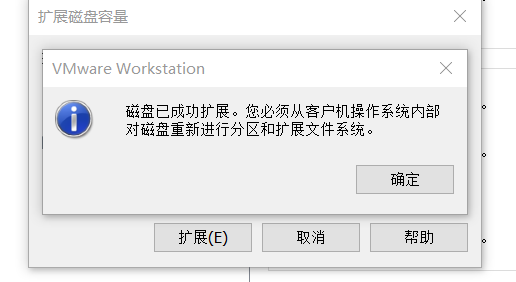 扩展磁盘容量
VMware Workstation
磁盘已成功扩展。您必须从客户机操作系统内部
对磁盘重新进行分区和扩展文件系统。
确定
扩展(E)
取消
帮助